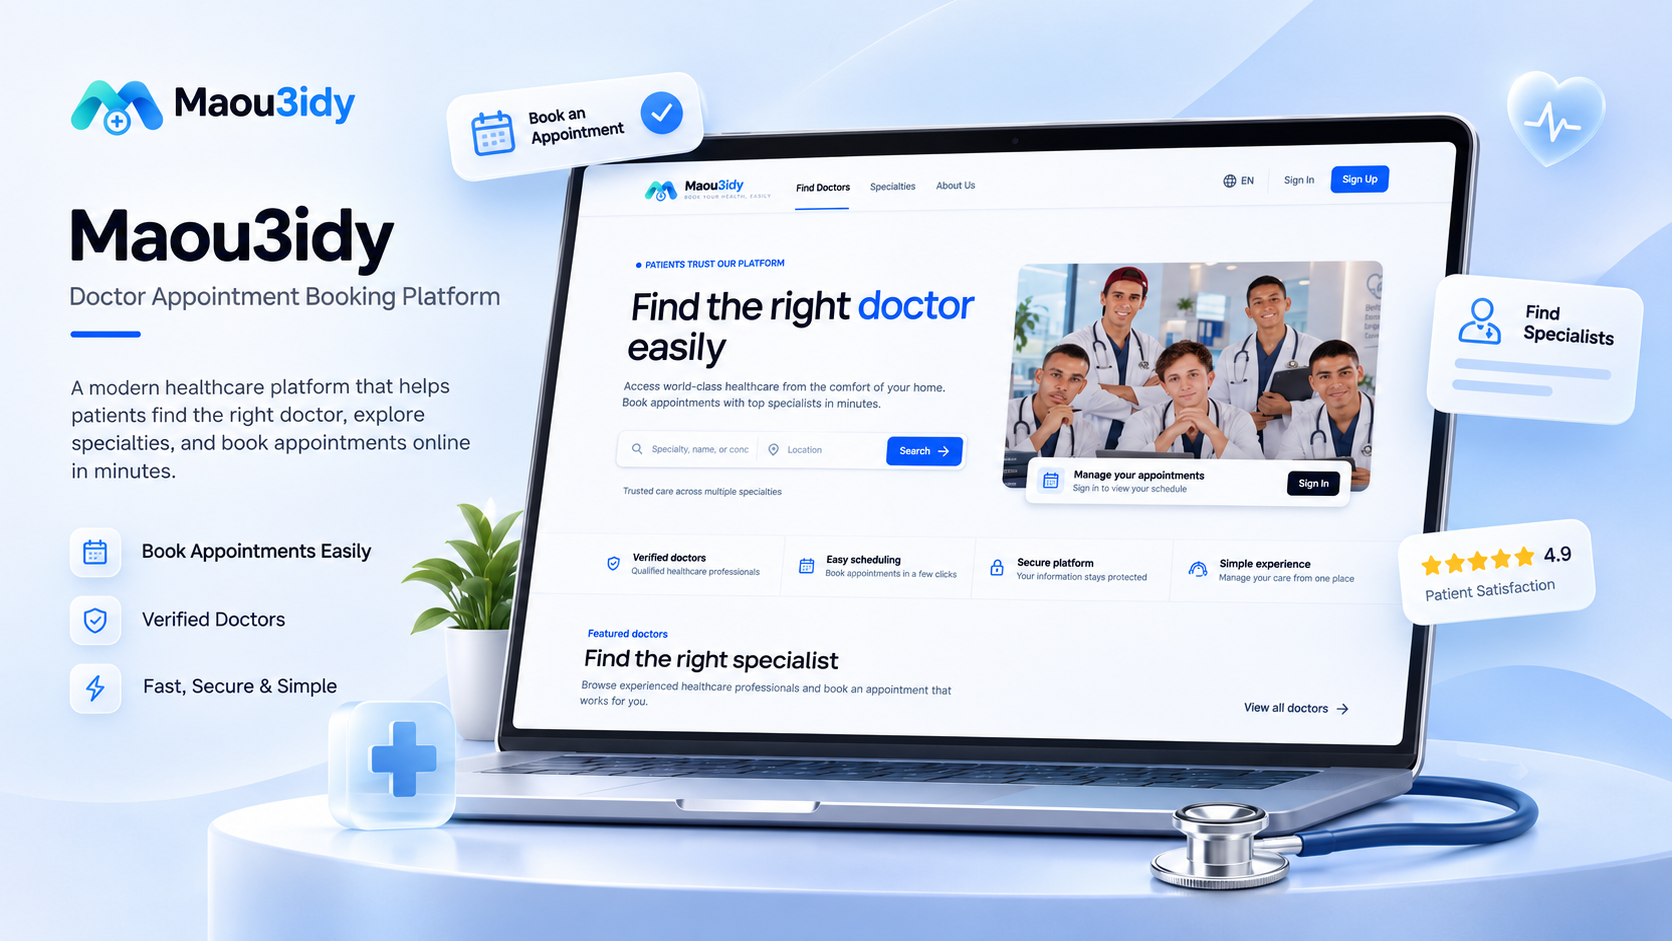 Maou3idy
Maou3idy
Doctor Appointment Booking Platform
A modern healthcare platform that helps
patients find the right doctor, explore
specialties, and book appointments online
in minutes.
Book Appointments Easily
Verified Doctors
Fast, Secure & Simple
Book an
Appointment
Maou3idy
BOOK YOUR HEALTH, EASILY
Find Doctors
Specialties
About Us
EN
Sign In
Sign Up
PATIENTS TRUST OUR PLATFORM
Find the right doctor
easily
Access world-class healthcare from the comfort of your home.
Book appointments with top specialists in minutes.
Specialty, name, or conc
Location
Search
Trusted care across multiple specialties
Manage your appointments
Sign in to view your schedule
Sign In
Verified doctors
Qualified healthcare professionals
Easy scheduling
Book appointments in a few clicks
Secure platform
Your information stays protected
Simple experience
Manage your care from one place
Featured doctors
Find the right specialist
Browse experienced healthcare professionals and book an appointment that
works for you.
View all doctors
Find
Specialists
4.9
Patient Satisfaction